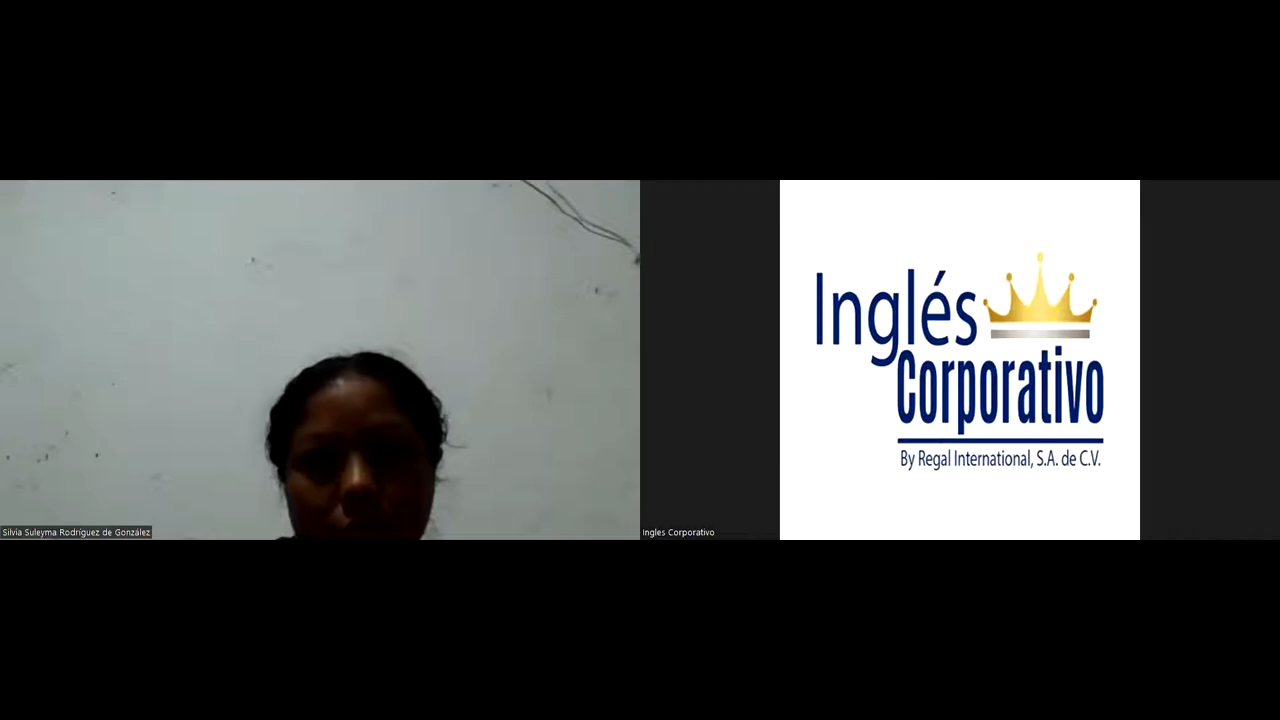 Inglés
Corporativo
By Regal International, S.A. de C.V.
Silvia Suleyma Rodríguez de González
Ingles Corporativo